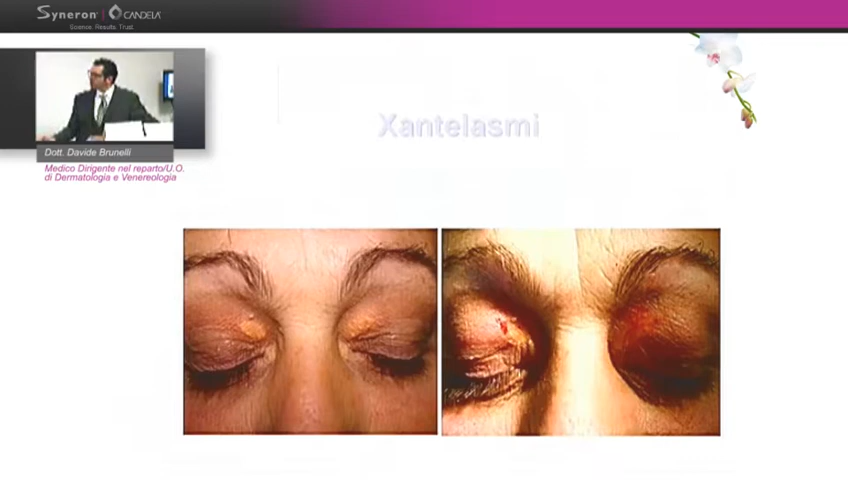 Syneron | CANDELA
Science. Results. Trust.
Xantelasmi
Dott. Davide Brunelli
Medico Dirigente nel reparto/U.O.
di Dermatologia e Venereologia